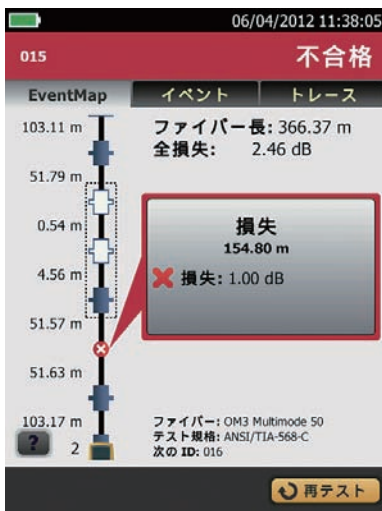 06/04/2012 11:38:05
015 不合格
EventMap イベント トレース
103.11 m
ファイバー長: 366.37 m
全損失: 2.46 dB
51.79 m
0.54 m
損失
154.80 m
損失: 1.00 dB
4.56 m
51.57 m
51.63 m
103.17 m
ファイバー: OM3 Multimode 50
テスト規格: ANSI/TIA-568-C
次の ID: 016
? 2
再テスト